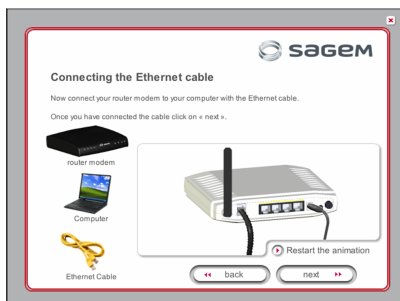 SAGEM
Connecting the Ethernet cable
Now connect your router modem to your computer with the Ethernet cable.
Once you have connected the cable click on « next ».
router modem
Computer
Ethernet Cable
Restart the animation
back
next